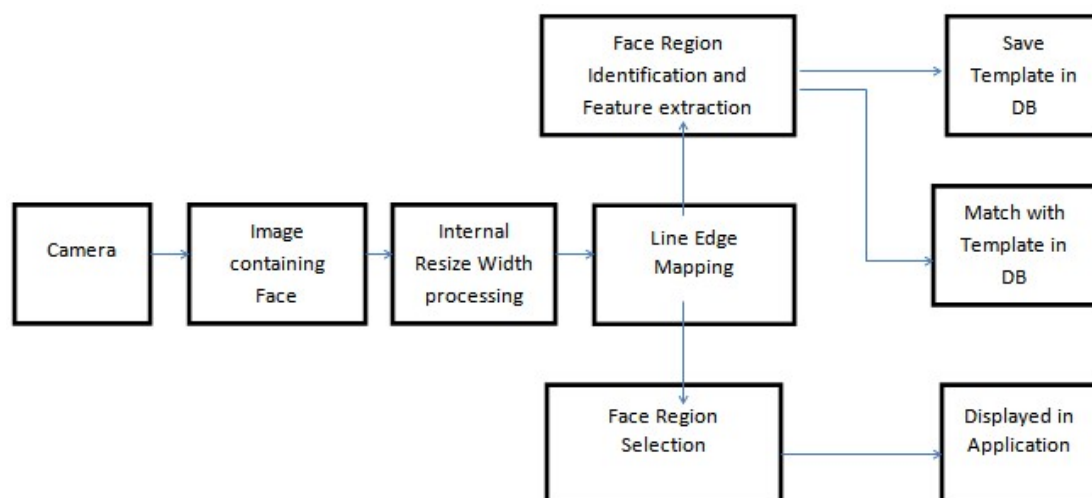 Face Region
Identification and
Feature extraction
Save
Template in
DB
Camera
Image
containing
Face
Internal
Resize Width
processing
Line Edge
Mapping
Match with
Template in
DB
Face Region
Selection
Displayed in
Application